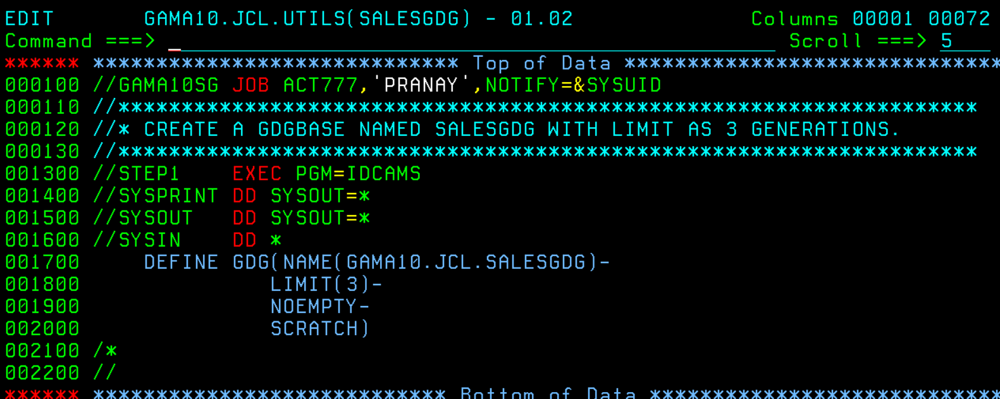 EDIT       GAMA10.JCL.UTILS(SALESGDG) - 01.02              Columns 00001 00072
Command ===> _                                                Scroll ===> 5
****** ***************************** Top of Data ******************************
000100 //GAMA10SG JOB ACT777,'PRANAY',NOTIFY=&SYSUID
000110 //********************************************************************
000120 //* CREATE A GDGBASE NAMED SALESGDG WITH LIMIT AS 3 GENERATIONS.
000130 //********************************************************************
001300 //STEP1    EXEC PGM=IDCAMS
001400 //SYSPRINT DD SYSOUT=*
001500 //SYSOUT   DD SYSOUT=*
001600 //SYSIN    DD *
001700     DEFINE GDG(NAME(GAMA10.JCL.SALESGDG)-
001800               LIMIT(3)-
001900               NOEMPTY-
002000               SCRATCH)
002100 /*
002200 //
****** **************************** Bottom of Data ****************************